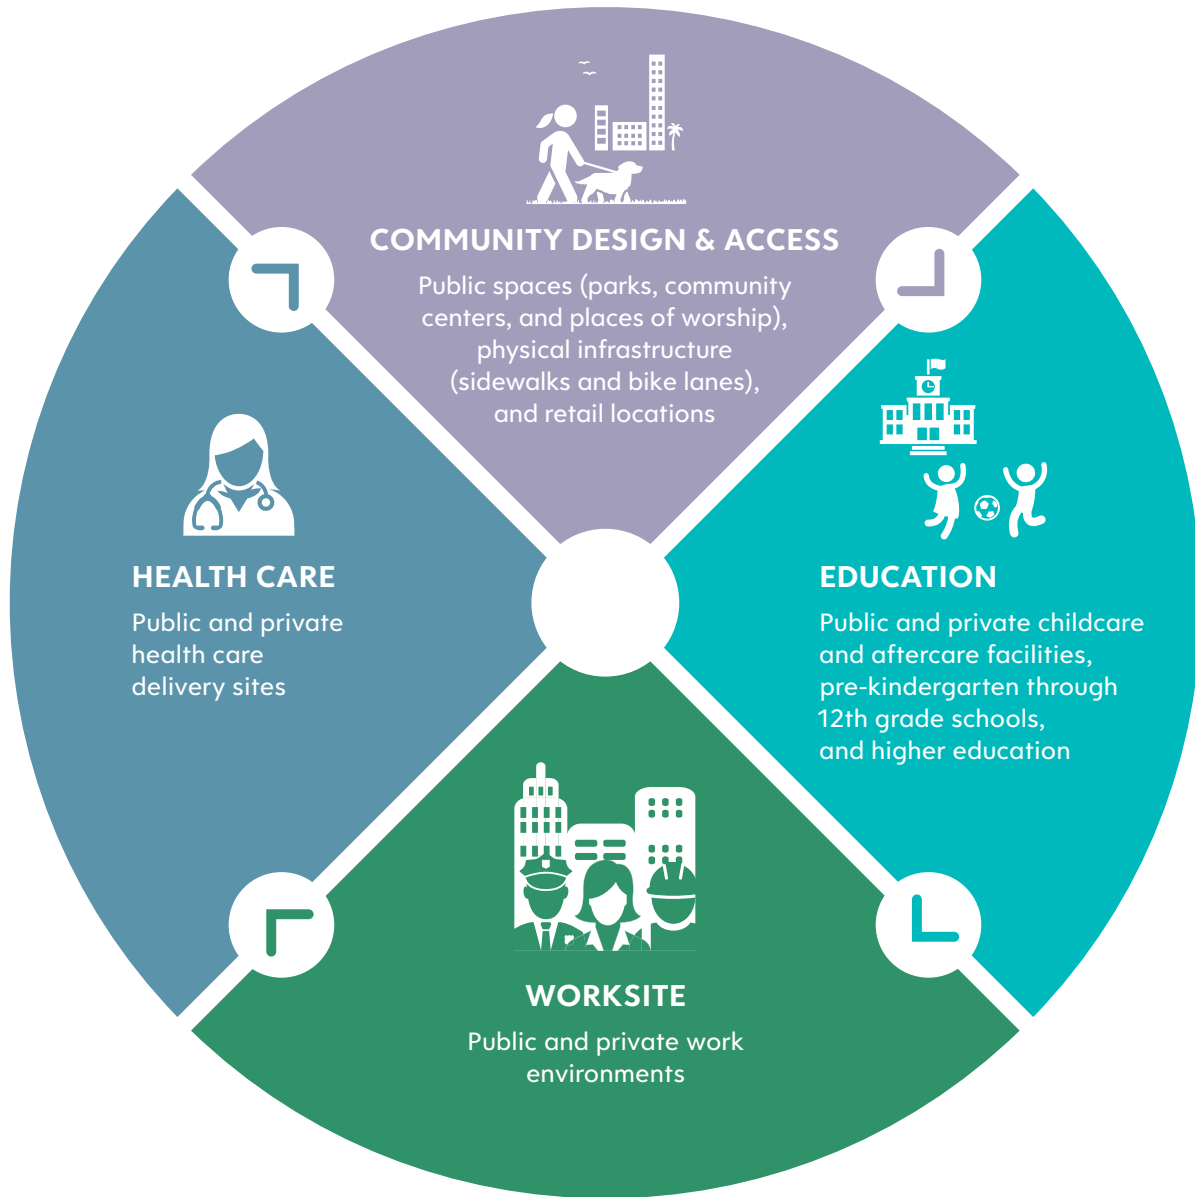 COMMUNITY DESIGN & ACCESS
Public spaces (parks, community
centers, and places of worship),
physical infrastructure
(sidewalks and bike lanes),
and retail locations
HEALTH CARE
Public and private
health care
delivery sites
EDUCATION
Public and private childcare
and aftercare facilities,
pre-kindergarten through
12th grade schools,
and higher education
WORKSITE
Public and private work
environments